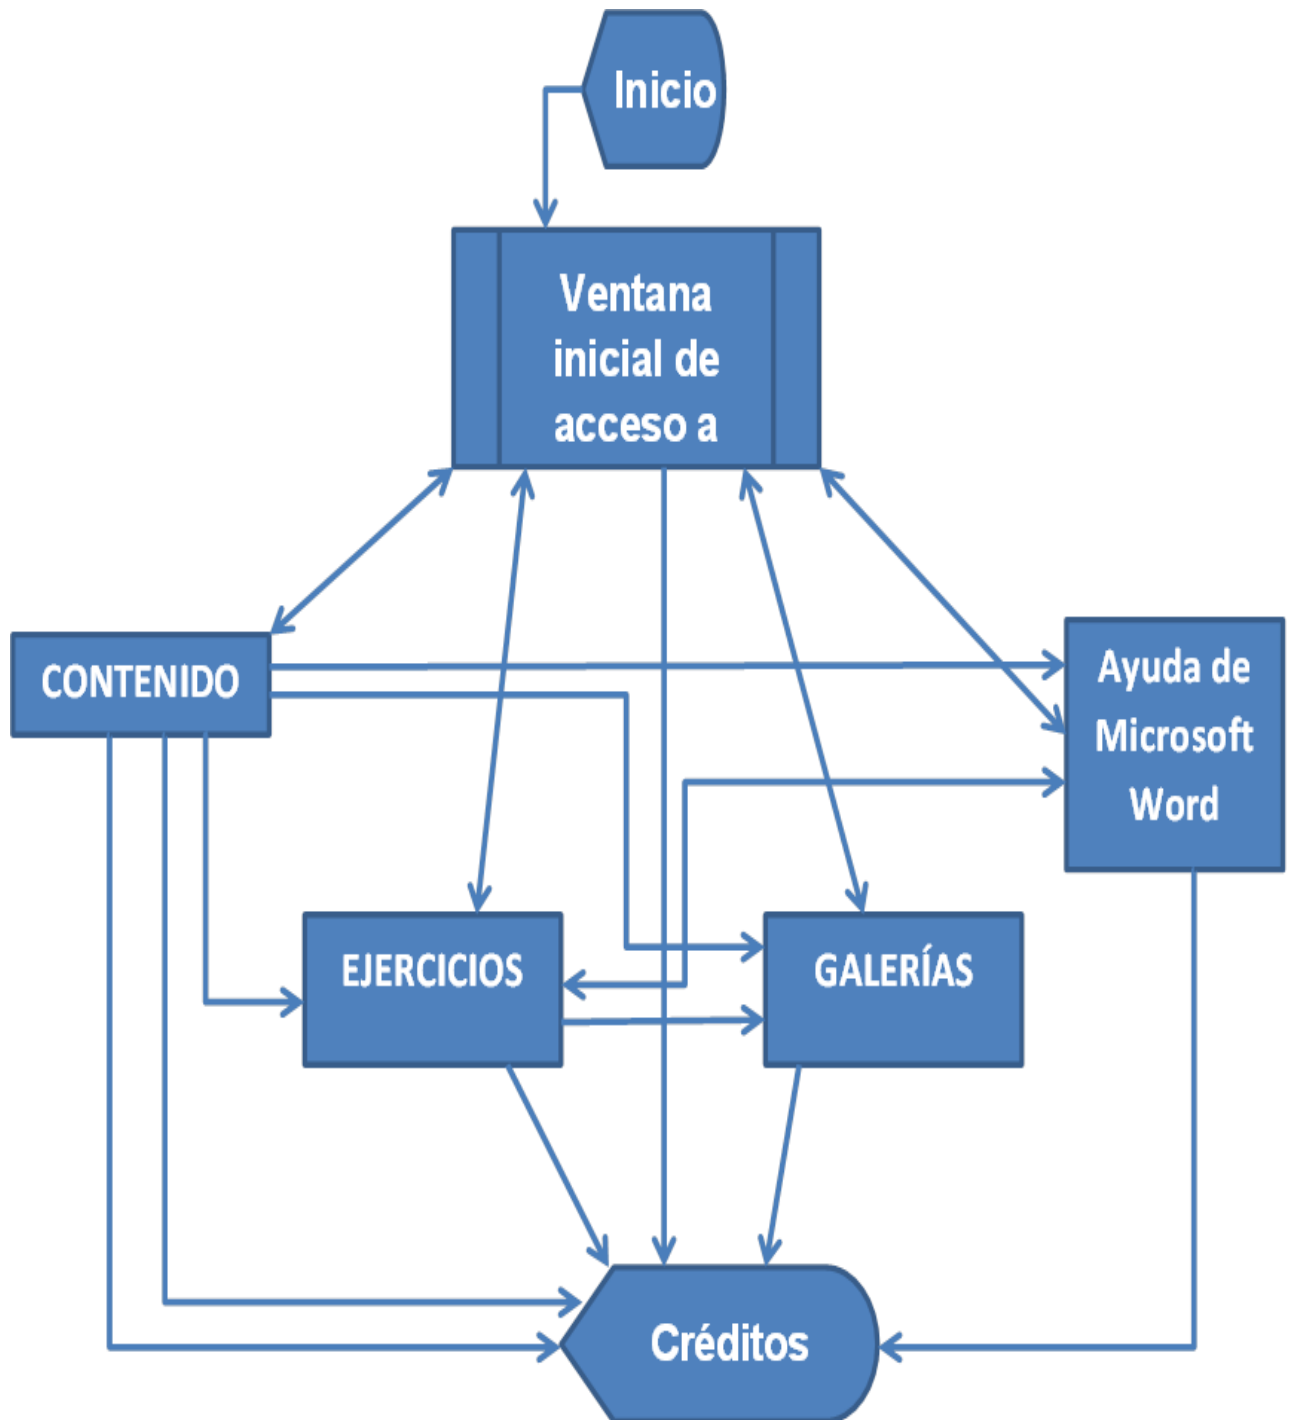 Inicio
Ventana
inicial de
acceso a
CONTENIDO
Ayuda de
Microsoft
Word
EJERCICIOS
GALERÍAS
Créditos